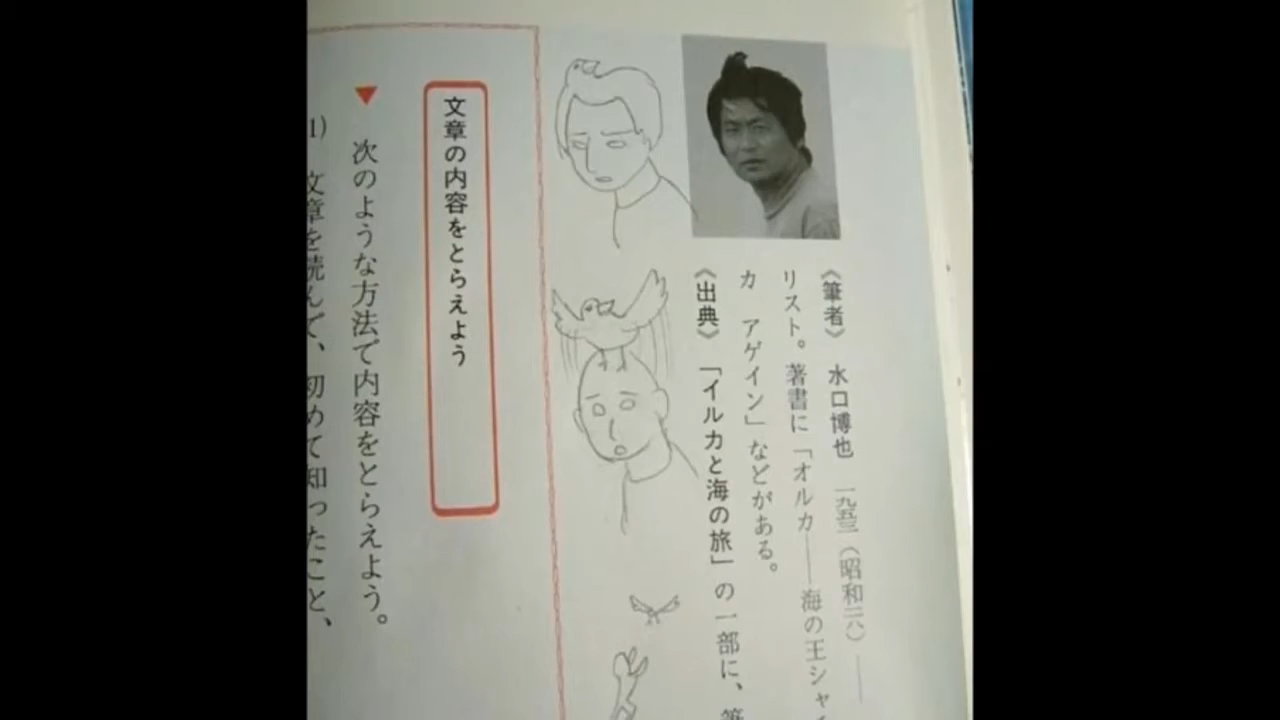 《筆者》 水口博也 一九五三(昭和二八)――
リスト。著書に「オルカ――海の王シャ
カ アゲイン」などがある。
《出典》 「イルカと海の旅」の一部に、筆
文章の内容をとらえよう
▼ 次のような方法で内容をとらえよう。
1) 文章を読んで、初めて知ったこと、